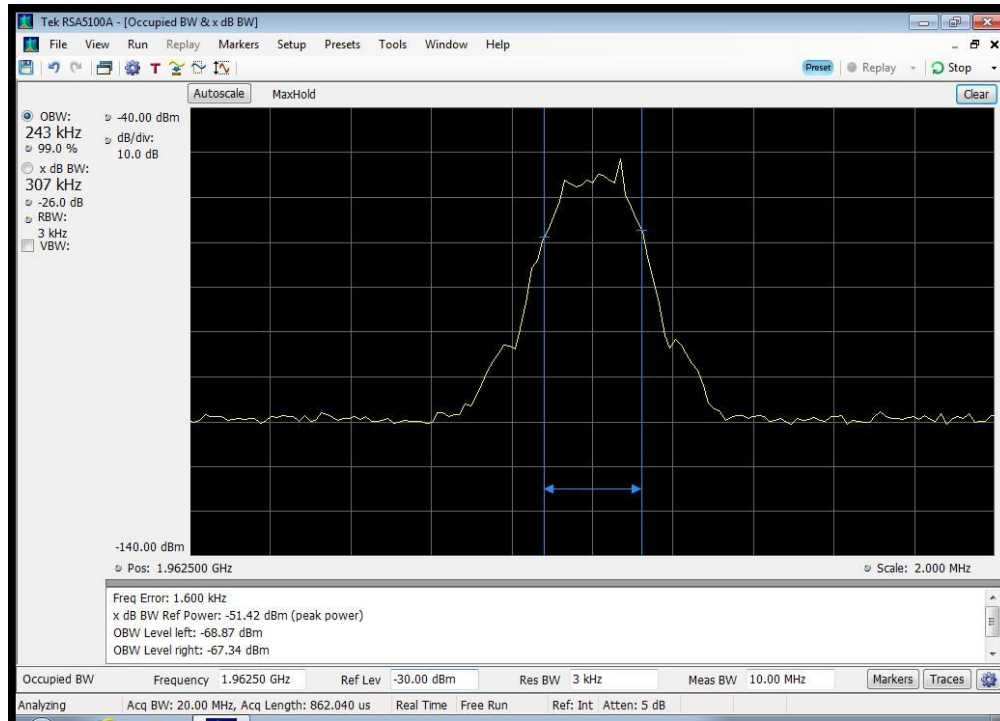 Tek RSA5100A - [Occupied BW & x dB BW]
File View Run Replay Markers Setup Presets Tools Window Help
T Preset Replay Stop
Autoscale MaxHold Clear
OBW:
243 kHz
99.0 %
x dB BW:
307 kHz
-26.0 dB
RBW:
3 kHz
VBW:
-40.00 dBm
dB/div:
10.0 dB
-140.00 dBm
Pos: 1.962500 GHz Scale: 2.000 MHz
Freq Error: 1.600 kHz
x dB BW Ref Power: -51.42 dBm (peak power)
OBW Level left: -68.87 dBm
OBW Level right: -67.34 dBm
Occupied BW Frequency 1.96250 GHz Ref Lev -30.00 dBm Res BW 3 kHz Meas BW 10.00 MHz Markers Traces
Analyzing Acq BW: 20.00 MHz, Acq Length: 862.040 us Real Time Free Run Ref: Int Atten: 5 dB